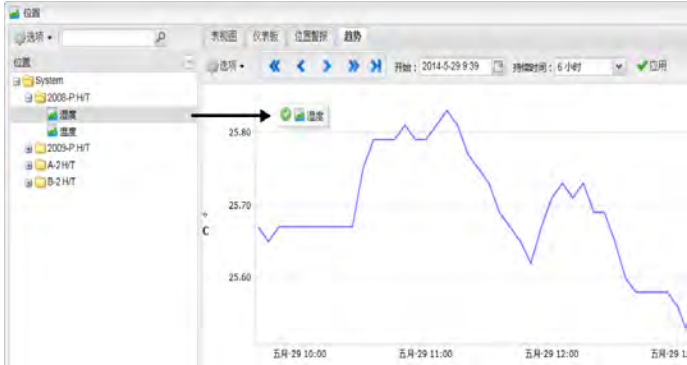 位置
选项
表视图 仪表板 位置警报 趋势
位置
选项
开始： 2014-5-29 9:39 持续时间： 6 小时 应用
System
2008-P H/T
湿度
温度
2009-P H/T
A-2 H/T
B-2 H/T
湿度
25.80
25.70
25.60
°C
五月-29 10:00 五月-29 11:00 五月-29 12:00 五月-29 1